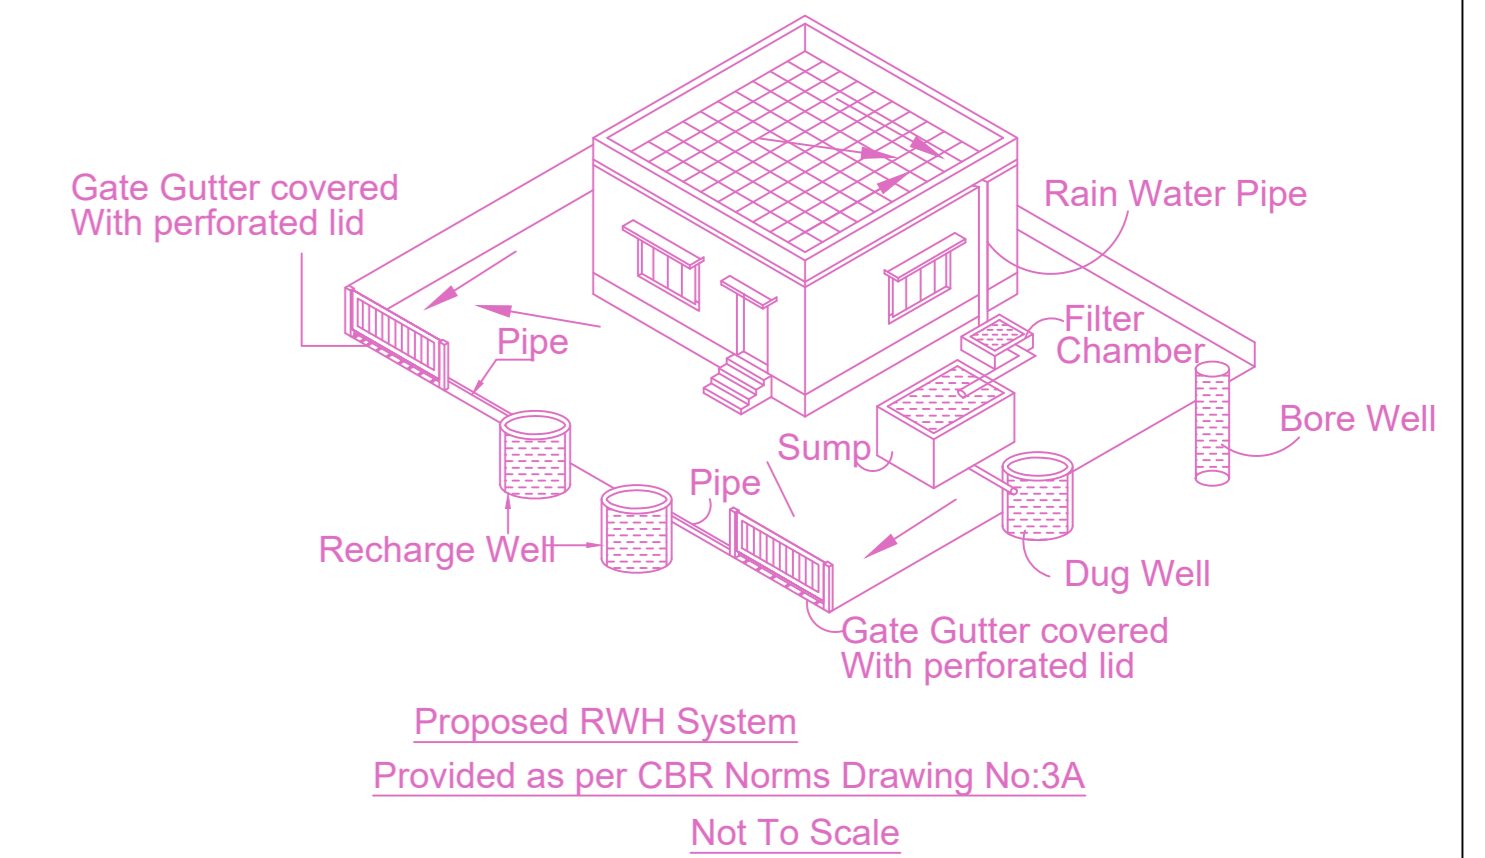 Gate Gutter covered
With perforated lid
Rain Water Pipe
Pipe
Filter
Chamber
Bore Well
Sump
Pipe
Recharge Well
Dug Well
Gate Gutter covered
With perforated lid
Proposed RWH System
Provided as per CBR Norms Drawing No:3A
Not To Scale